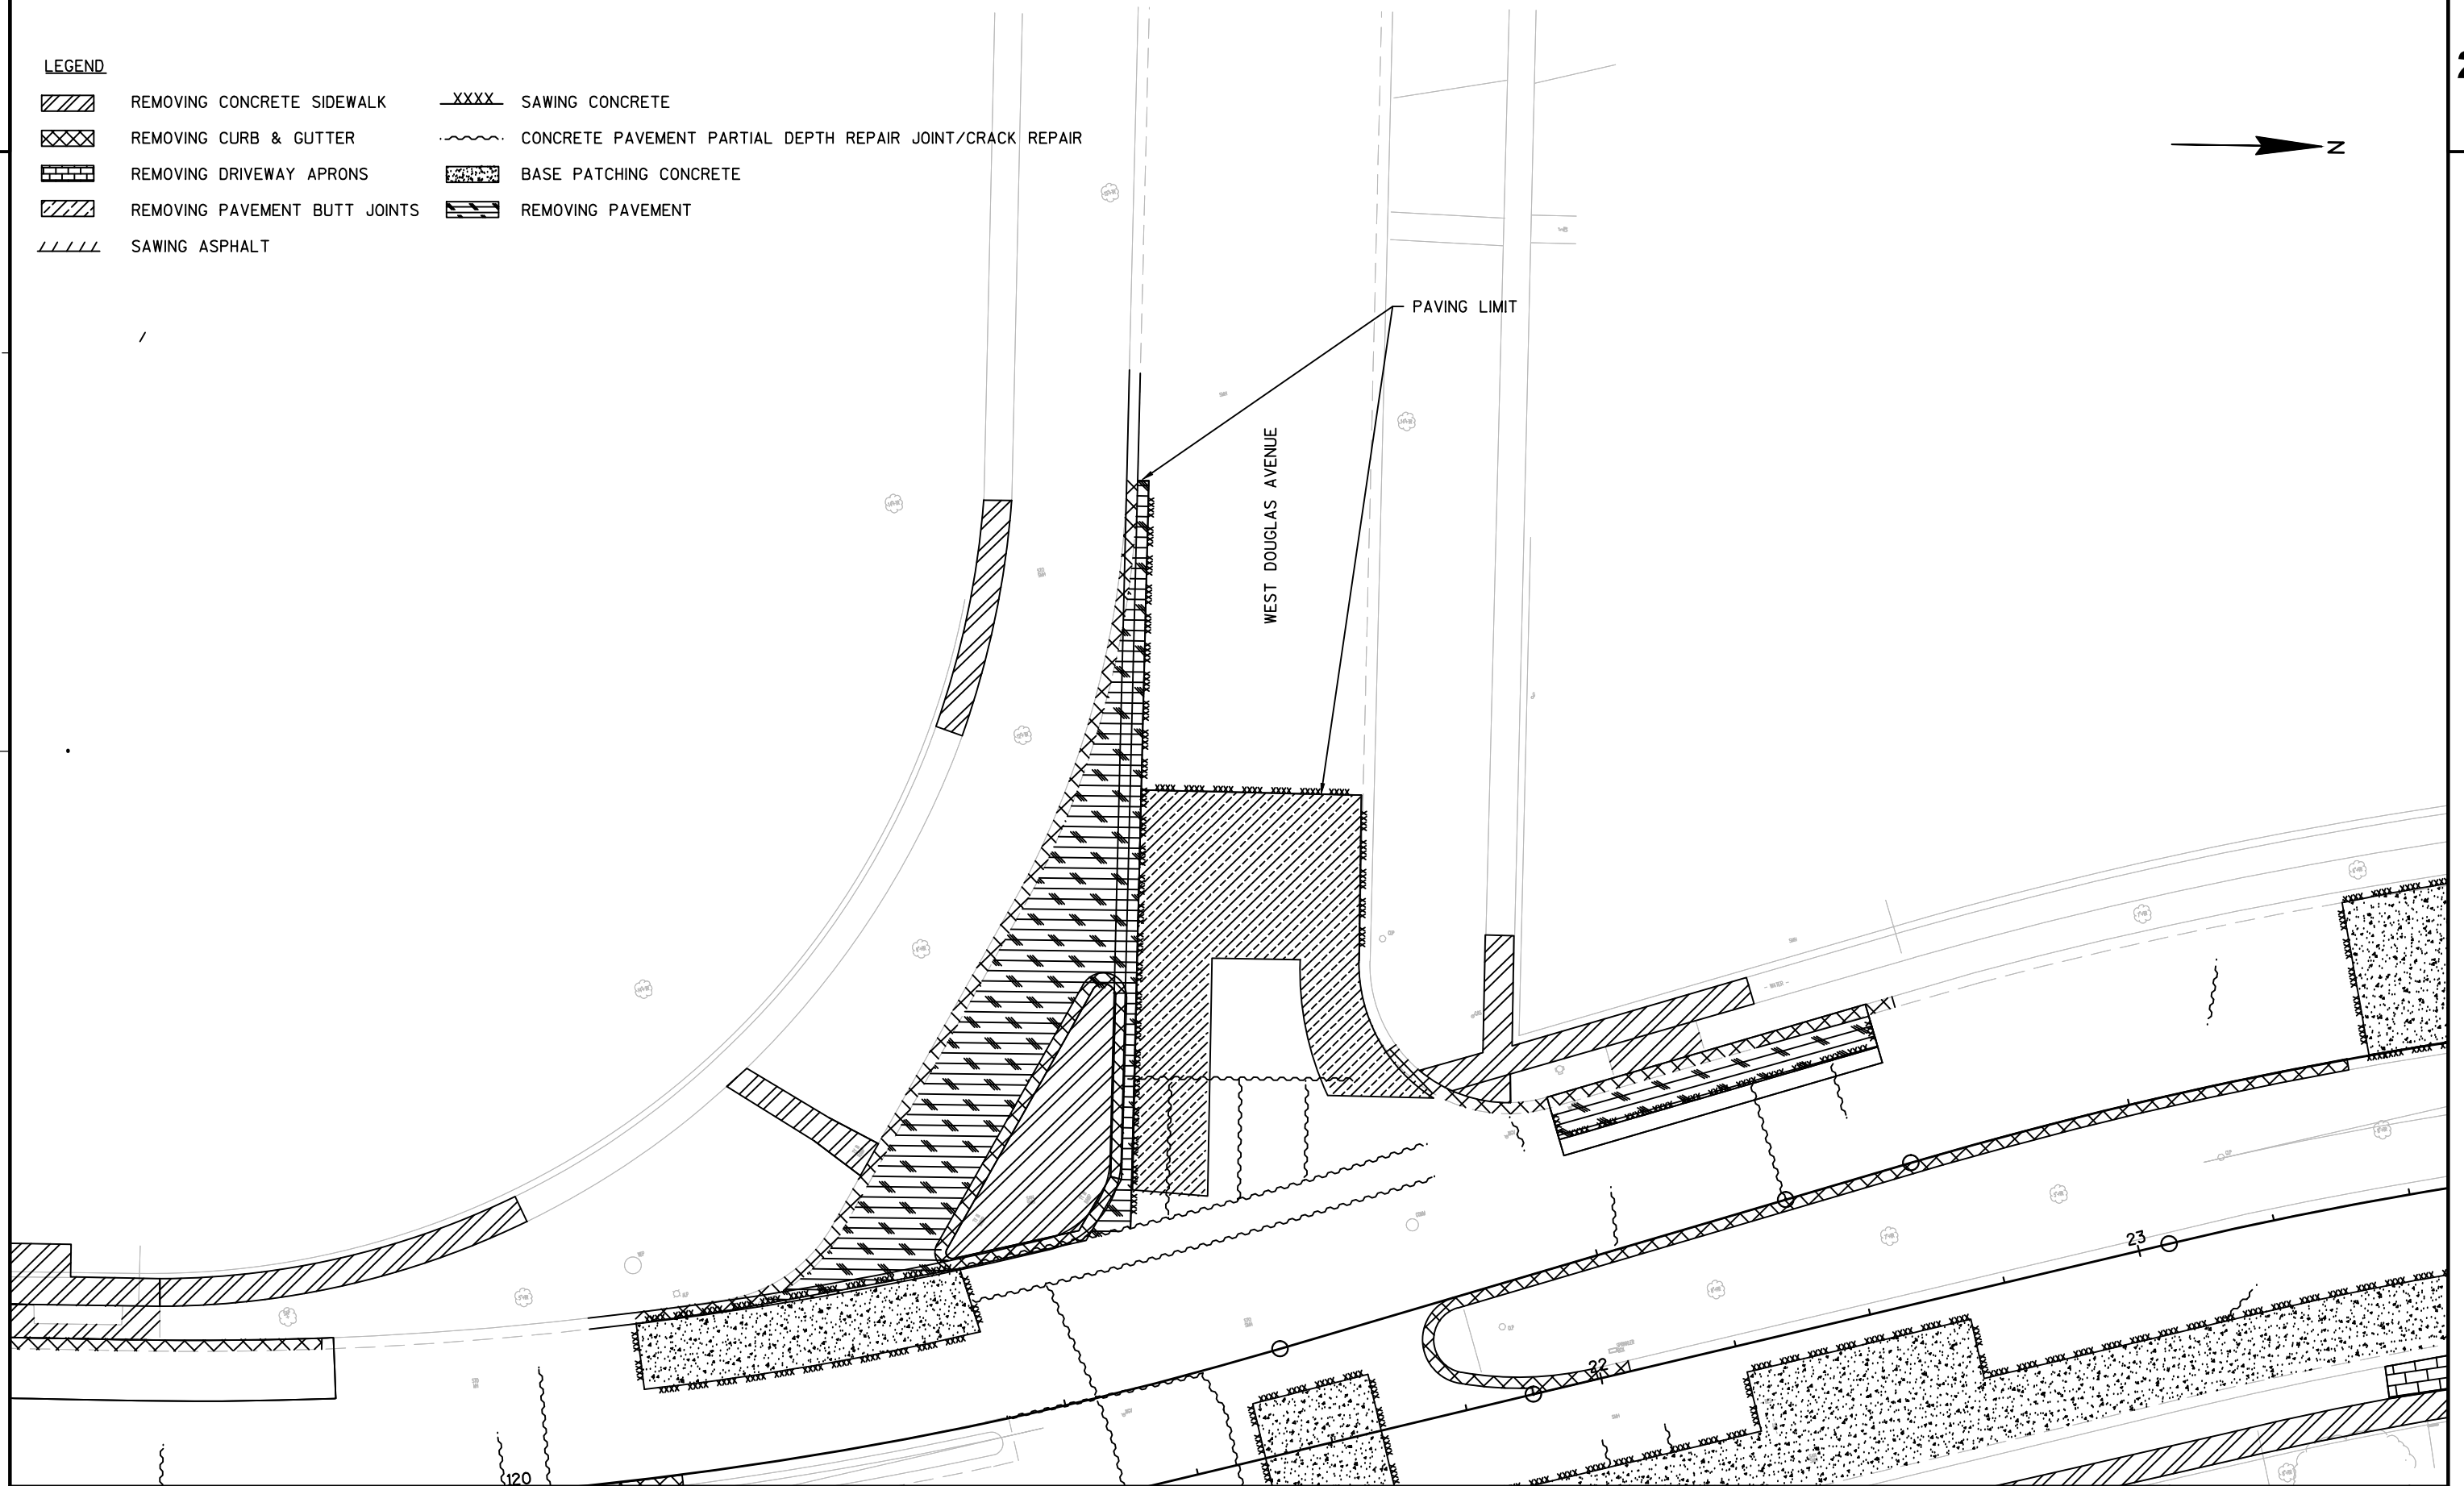 LEGEND
REMOVING CONCRETE SIDEWALK
REMOVING CURB & GUTTER
REMOVING DRIVEWAY APRONS
REMOVING PAVEMENT BUTT JOINTS
SAWING ASPHALT
XXXX SAWING CONCRETE
CONCRETE PAVEMENT PARTIAL DEPTH REPAIR JOINT/CRACK REPAIR
BASE PATCHING CONCRETE
REMOVING PAVEMENT
N
PAVING LIMIT
WEST DOUGLAS AVENUE
23
22
120